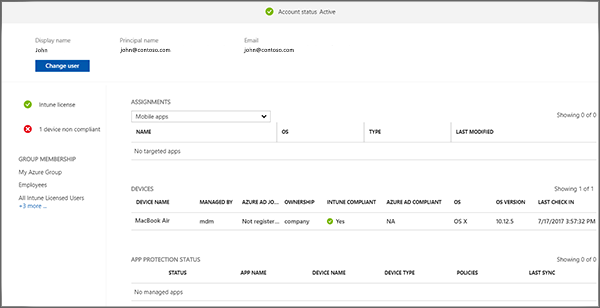 Account status Active
Display name Principal name Email
John john@contoso.com john@contoso.com
Change user
Intune license
1 device non compliant
GROUP MEMBERSHIP
My Azure Group
Employees
All Intune Licensed Users
+3 more ...
ASSIGNMENTS
Mobile apps
Showing 0 of 0
NAME OS TYPE LAST MODIFIED
No targeted apps
DEVICES
Showing 1 of 1
DEVICE NAME MANAGED BY AZURE AD JO... OWNERSHIP INTUNE COMPLIANT AZURE AD COMPLIANT OS OS VERSION LAST CHECK IN
MacBook Air mdm Not register... company Yes NA OS X 10.12.5 7/17/2017 3:57:32 PM
APP PROTECTION STATUS
Showing 0 of 0
STATUS APP NAME DEVICE NAME DEVICE TYPE POLICIES LAST SYNC
No managed apps